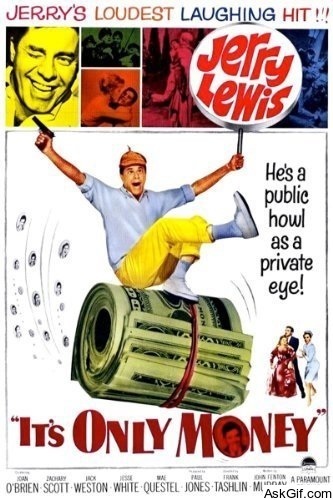 JERRY'S LOUDEST LAUGHING HIT!!!
Jerry
Lewis
He's a
public
howl
as a
private
eye!
"IT'S ONLY MONEY"
JOAN ZACHARY JACK JESSE MAE PAUL FRANK JOHN FENTON
O'BRIEN·SCOTT·WESTON·WHITE·QUESTEL·JONES·TASHLIN·MURRAY
A PARAMOUNT
AskGif.com